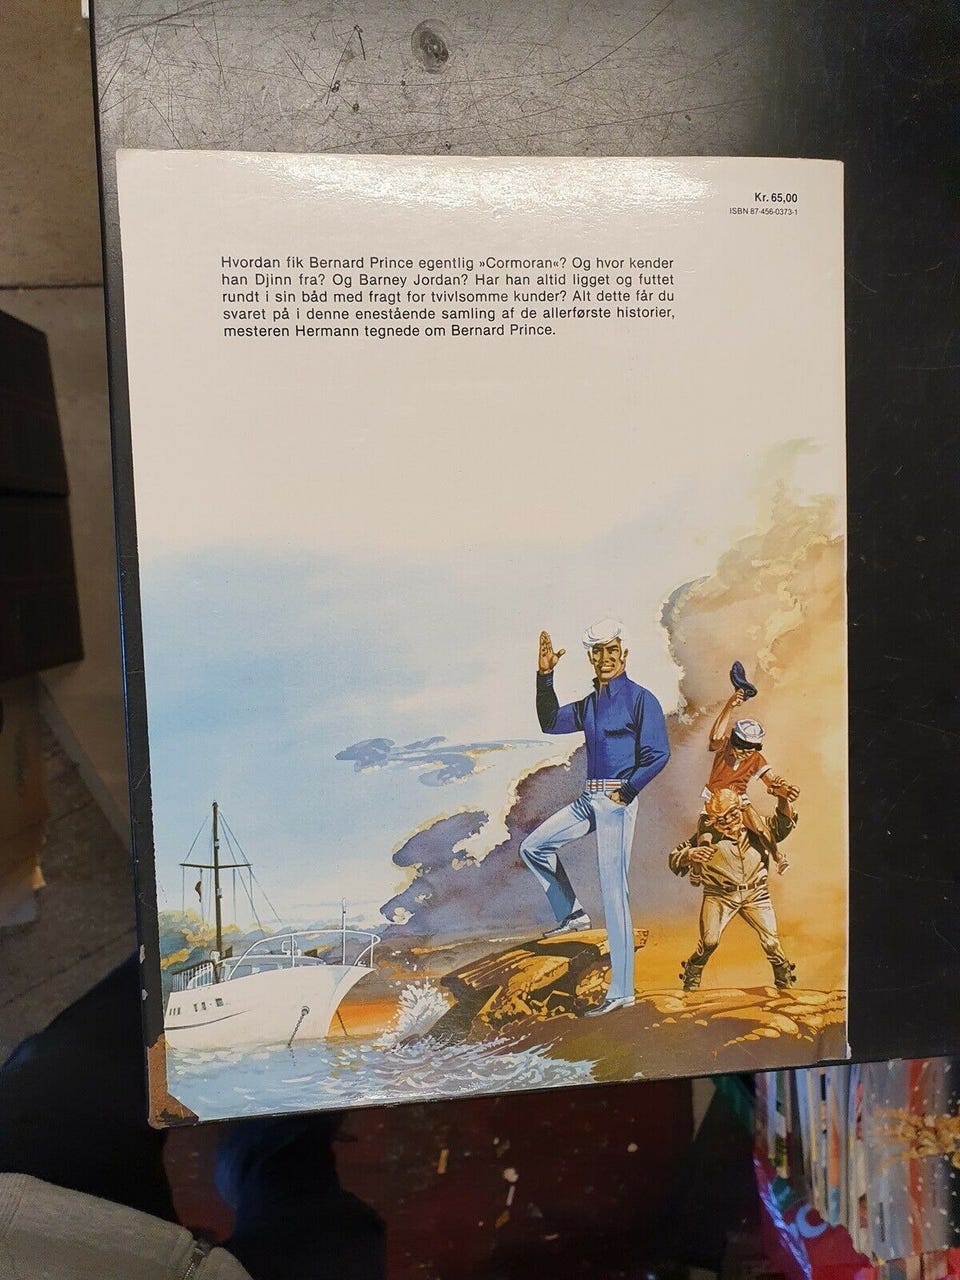 Kr. 65,00
ISBN 87-456-0373-1
Hvordan fik Bernard Prince egentlig »Cormoran«? Og hvor kender
han Djinn fra? Og Barney Jordan? Har han altid ligget og futtet
rundt i sin båd med fragt for tvivlsomme kunder? Alt dette får du
svaret på i denne enestående samling af de allerførste historier,
mesteren Hermann tegnede om Bernard Prince.